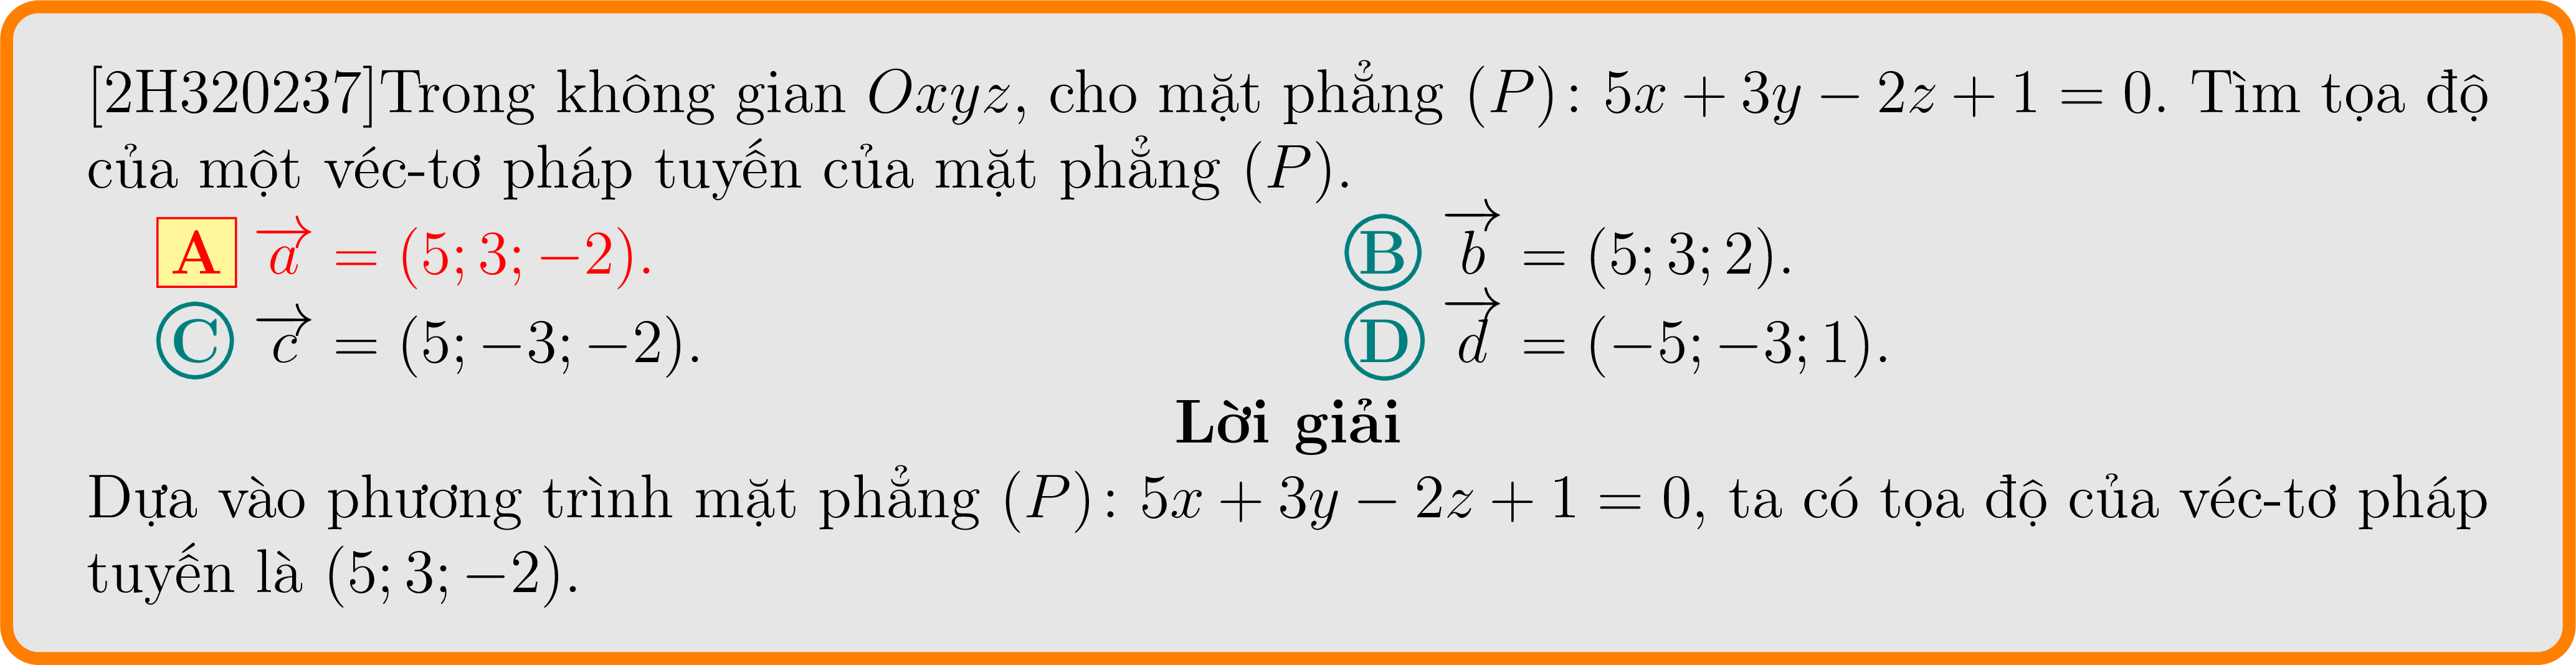 [2H320237]Trong không gian Oxyz, cho mặt phẳng (P): 5x + 3y − 2z + 1 = 0. Tìm tọa độ
của một véc-tơ pháp tuyến của mặt phẳng (P).
A $\overrightarrow{a}$ = (5; 3; −2). B $\overrightarrow{b}$ = (5; 3; 2).
C $\overrightarrow{c}$ = (5; −3; −2). D $\overrightarrow{d}$ = (−5; −3; 1).
Lời giải
Dựa vào phương trình mặt phẳng (P): 5x + 3y − 2z + 1 = 0, ta có tọa độ của véc-tơ pháp
tuyến là (5; 3; −2).